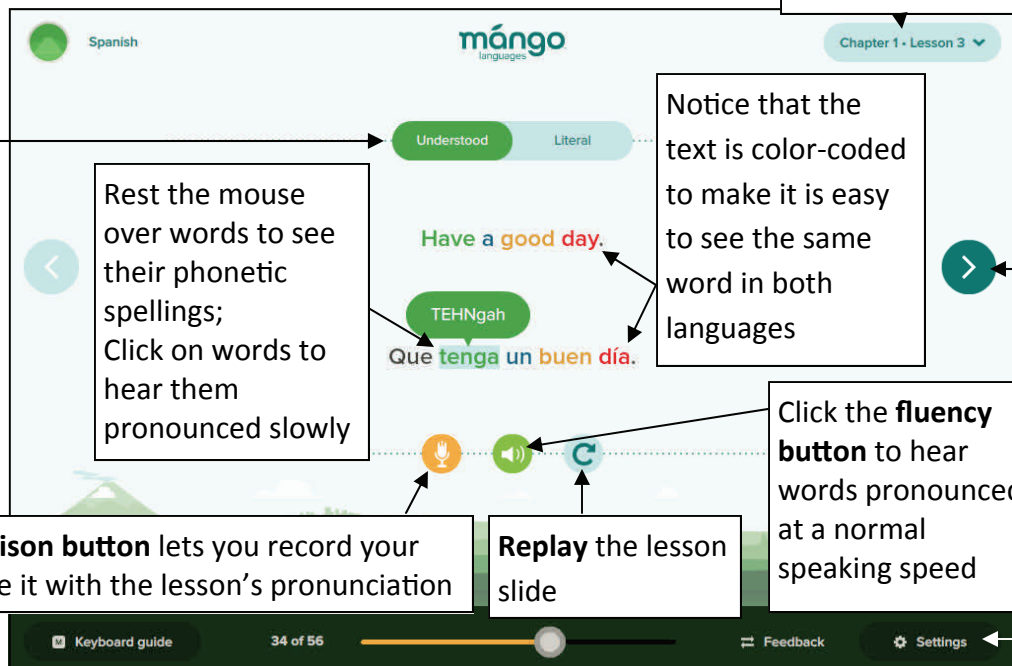 Spanish
mángo
languages
Chapter 1 • Lesson 3
Understood
Literal
Notice that the
text is color-coded
to make it is easy
to see the same
word in both
languages
Rest the mouse
over words to see
their phonetic
spellings;
Click on words to
hear them
pronounced slowly
Have a good day.
TEHNgah
Que tenga un buen día.
Click the fluency
button to hear
words pronounced
at a normal
speaking speed
ison button lets you record your
e it with the lesson's pronunciation
Replay the lesson
slide
M Keyboard guide
34 of 56
Feedback
Settings